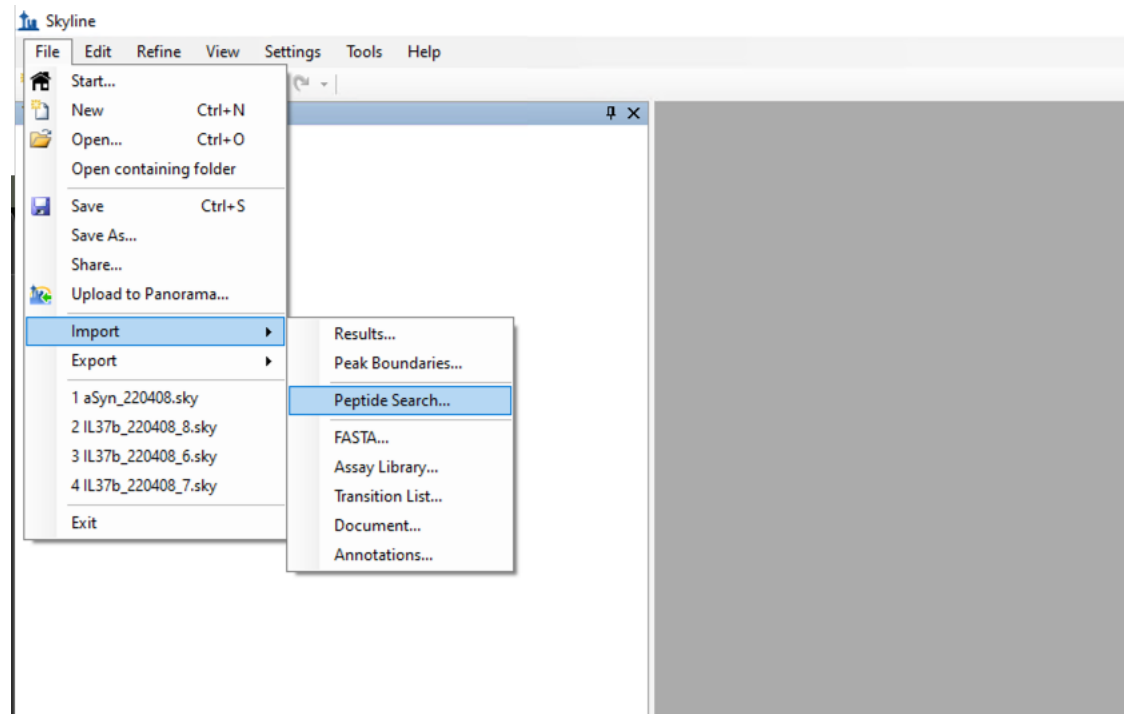 Skyline
File Edit Refine View Settings Tools Help
Start...
New Ctrl+N
Open... Ctrl+O
Open containing folder
Save Ctrl+S
Save As...
Share...
Upload to Panorama...
Import
Export
1 aSyn_220408.sky
2 IL37b_220408_8.sky
3 IL37b_220408_6.sky
4 IL37b_220408_7.sky
Exit
Results...
Peak Boundaries...
Peptide Search...
FASTA...
Assay Library...
Transition List...
Document...
Annotations...